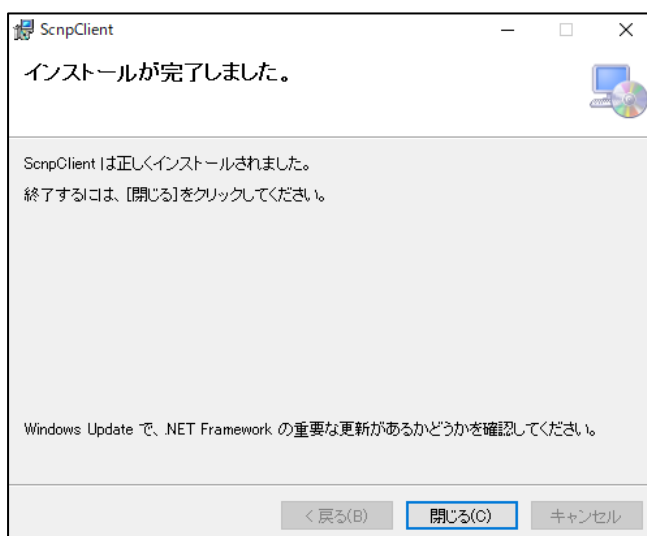 ScnpClient
インストールが完了しました。
ScnpClient は正しくインストールされました。
終了するには、[閉じる]をクリックしてください。
Windows Update で、.NET Framework の重要な更新があるかどうかを確認してください。
< 戻る(B) 閉じる(C) キャンセル